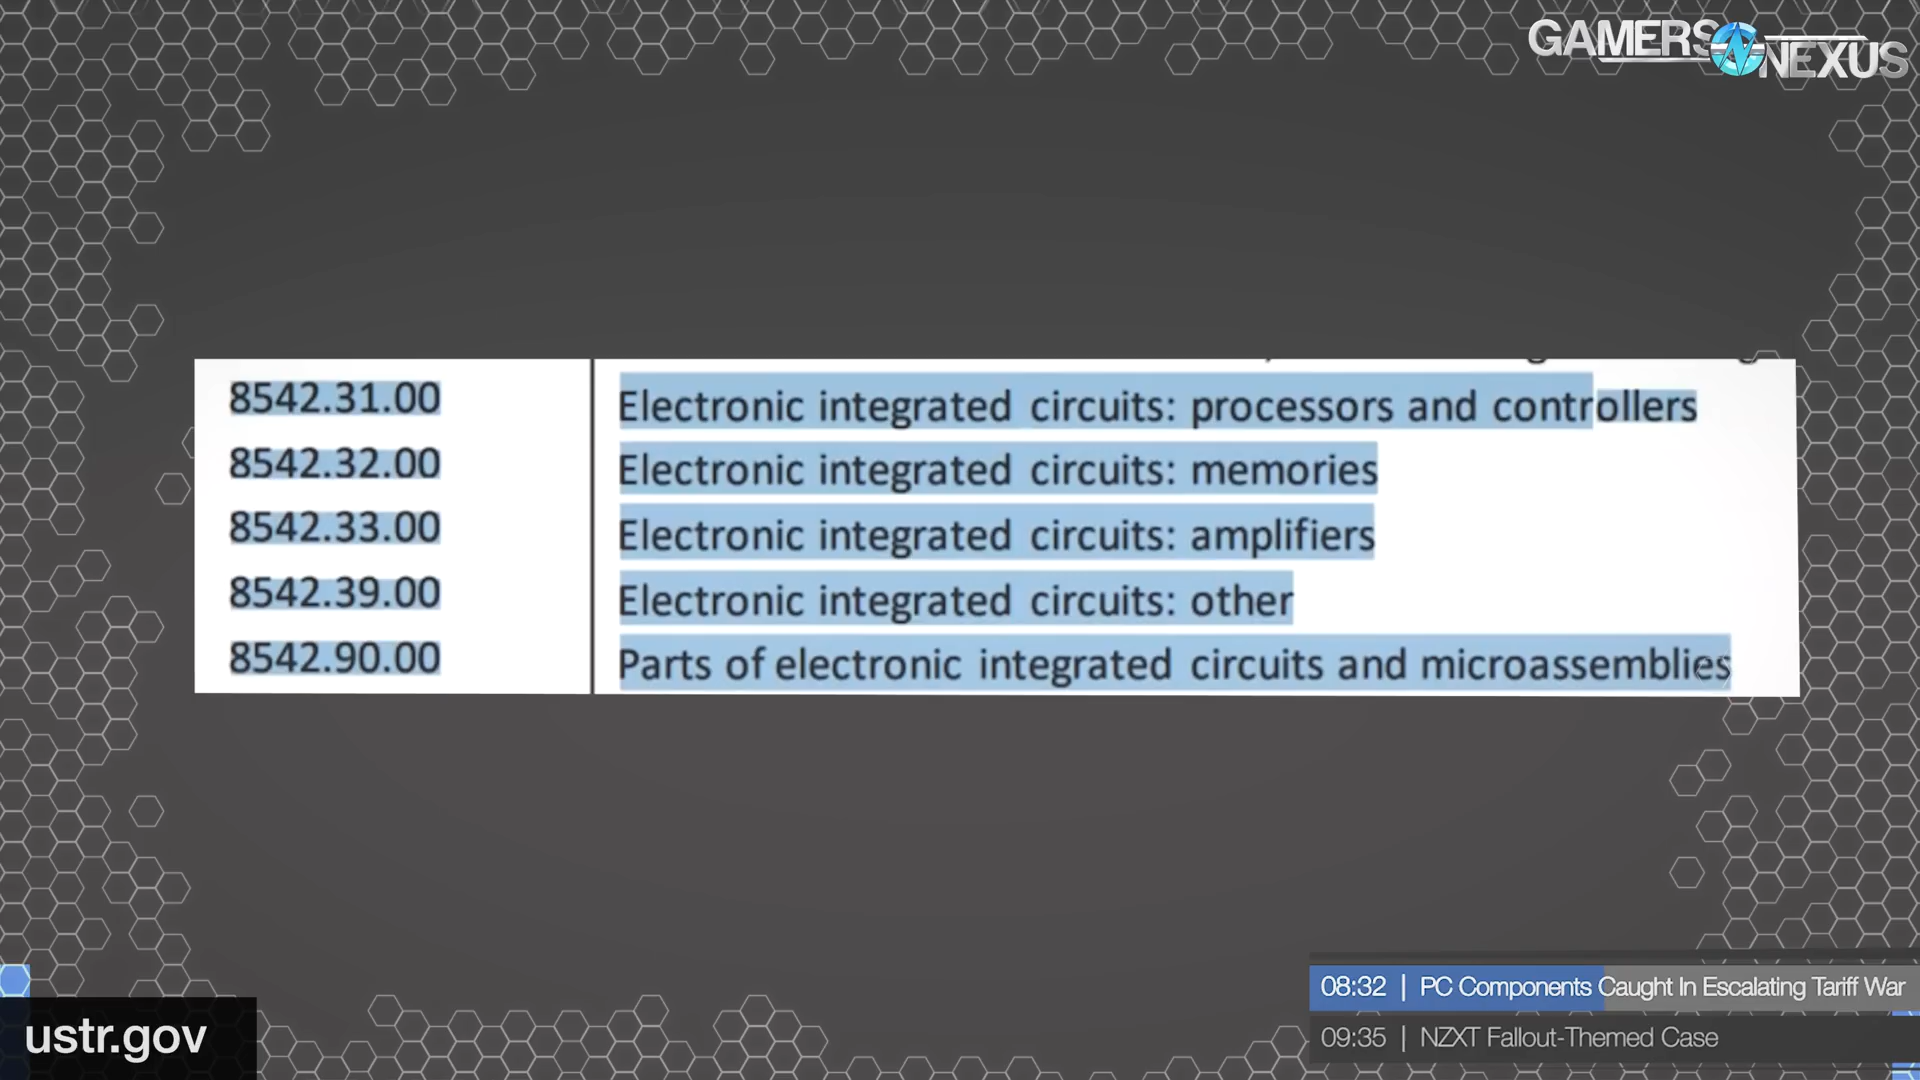 GAMERS NEXUS
8542.31.00 Electronic integrated circuits: processors and controllers
8542.32.00 Electronic integrated circuits: memories
8542.33.00 Electronic integrated circuits: amplifiers
8542.39.00 Electronic integrated circuits: other
8542.90.00 Parts of electronic integrated circuits and microassemblies
08:32 | PC Components Caught In Escalating Tariff War
09:35 | NZXT Fallout-Themed Case
ustr.gov